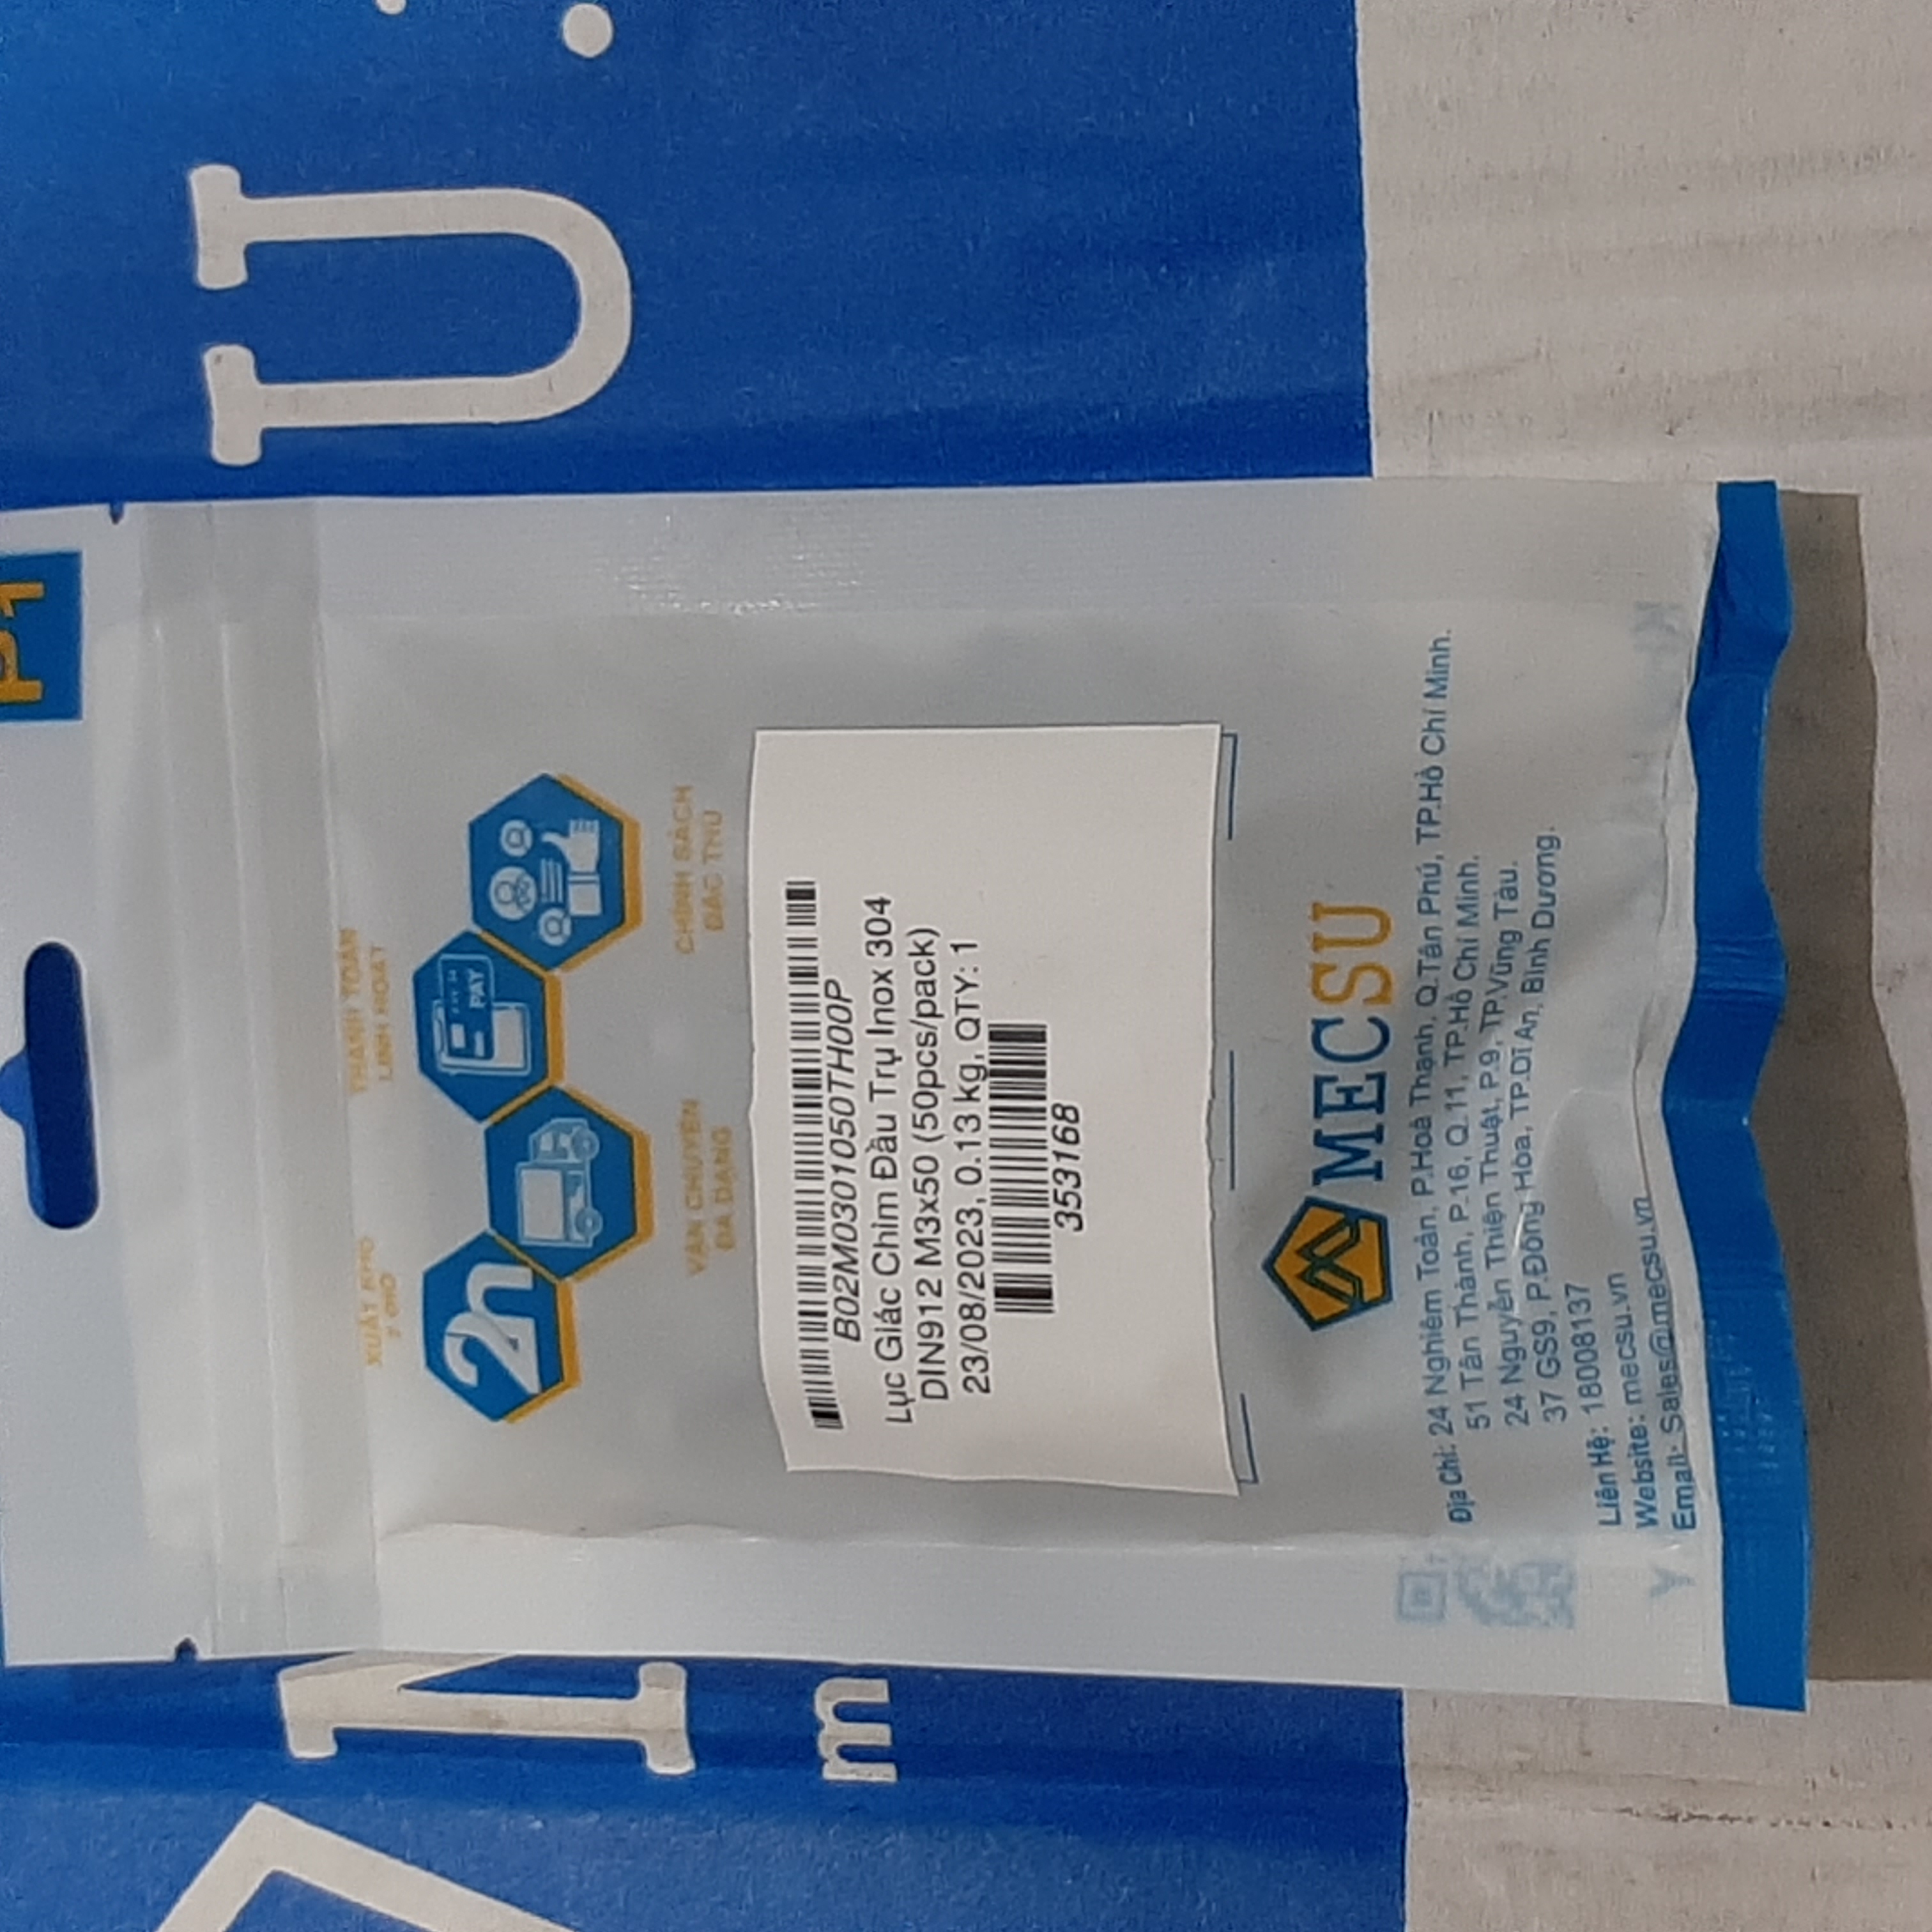 P1
XUẤT KHO
2 GIỜ
THANH TOÁN
LINH HOẠT
2h
PAY
VẬN CHUYỂN
ĐA DẠNG
CHÍNH SÁCH
ĐẶC THÙ
B02M0301050TH00P
Lục Giác Chìm Đầu Trụ Inox 304
DIN912 M3x50 (50pcs/pack)
23/08/2023, 0.13 kg, QTY: 1
353168
MECSU
Địa Chỉ: 24 Nghiêm Toản, P.Hoà Thạnh, Q.Tân Phú, TP.Hồ Chí Minh.
51 Tân Thành, P.16, Q.11, TP.Hồ Chí Minh.
24 Nguyễn Thiện Thuật, P.9, TP.Vũng Tàu.
37 GS9, P.Đông Hòa, TP.Dĩ An, Bình Dương.
Liên Hệ: 18008137
Website: mecsu.vn
Email: Sales@mecsu.vn
U
m